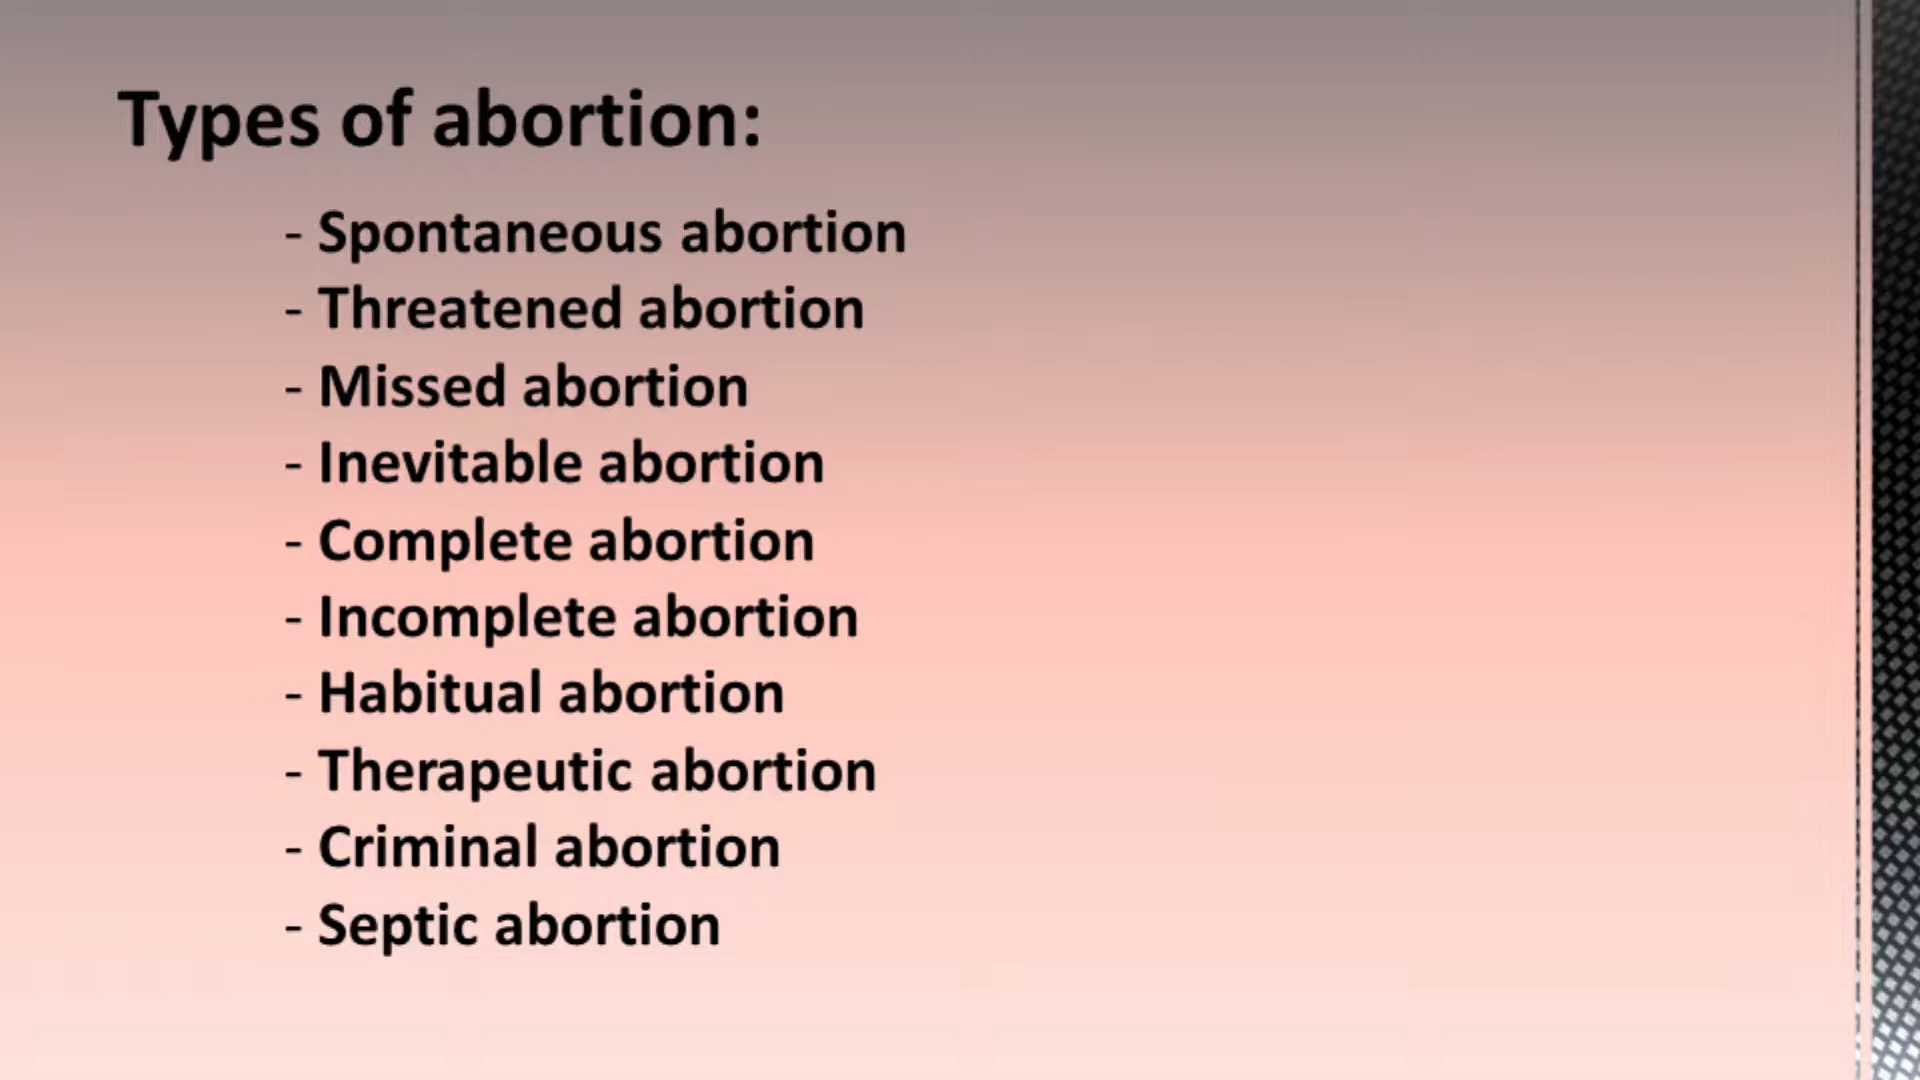 Types of abortion:
- Spontaneous abortion
- Threatened abortion
- Missed abortion
- Inevitable abortion
- Complete abortion
- Incomplete abortion
- Habitual abortion
- Therapeutic abortion
- Criminal abortion
- Septic abortion